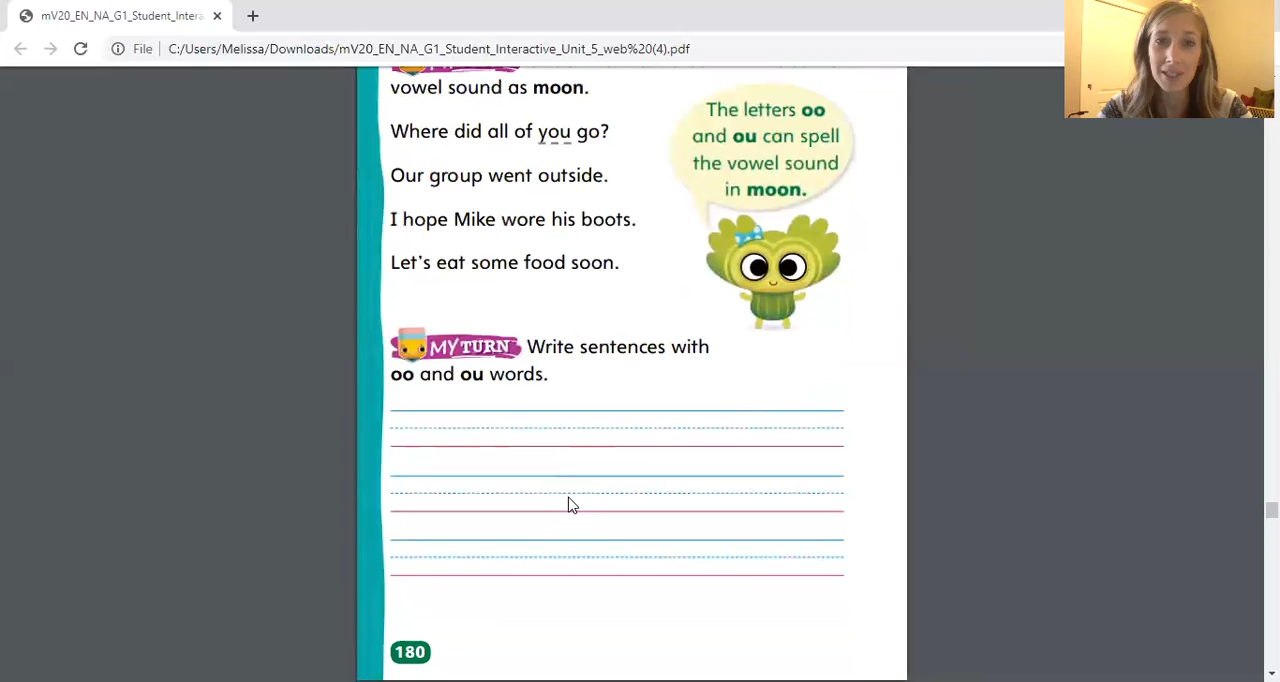 mV20_EN_NA_G1_Student_Intera
File
C:/Users/Melissa/Downloads/mV20_EN_NA_G1_Student_Interactive_Unit_5_web%20(4).pdf
vowel sound as moon.
Where did all of you go?
Our group went outside.
I hope Mike wore his boots.
Let's eat some food soon.
The letters oo
and ou can spell
the vowel sound
in moon.
MY TURN Write sentences with
oo and ou words.
180